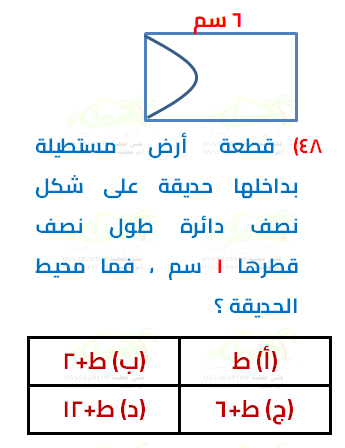 ٦ سم
٤٨) قطعة أرض مستطيلة
بداخلها حديقة على شكل
نصف دائرة طول نصف
قطرها ١ سم ، فما محيط
الحديقة ؟
(أ) ط
(ب) ط+٢
(ج) ط+٦
(د) ط+١٢